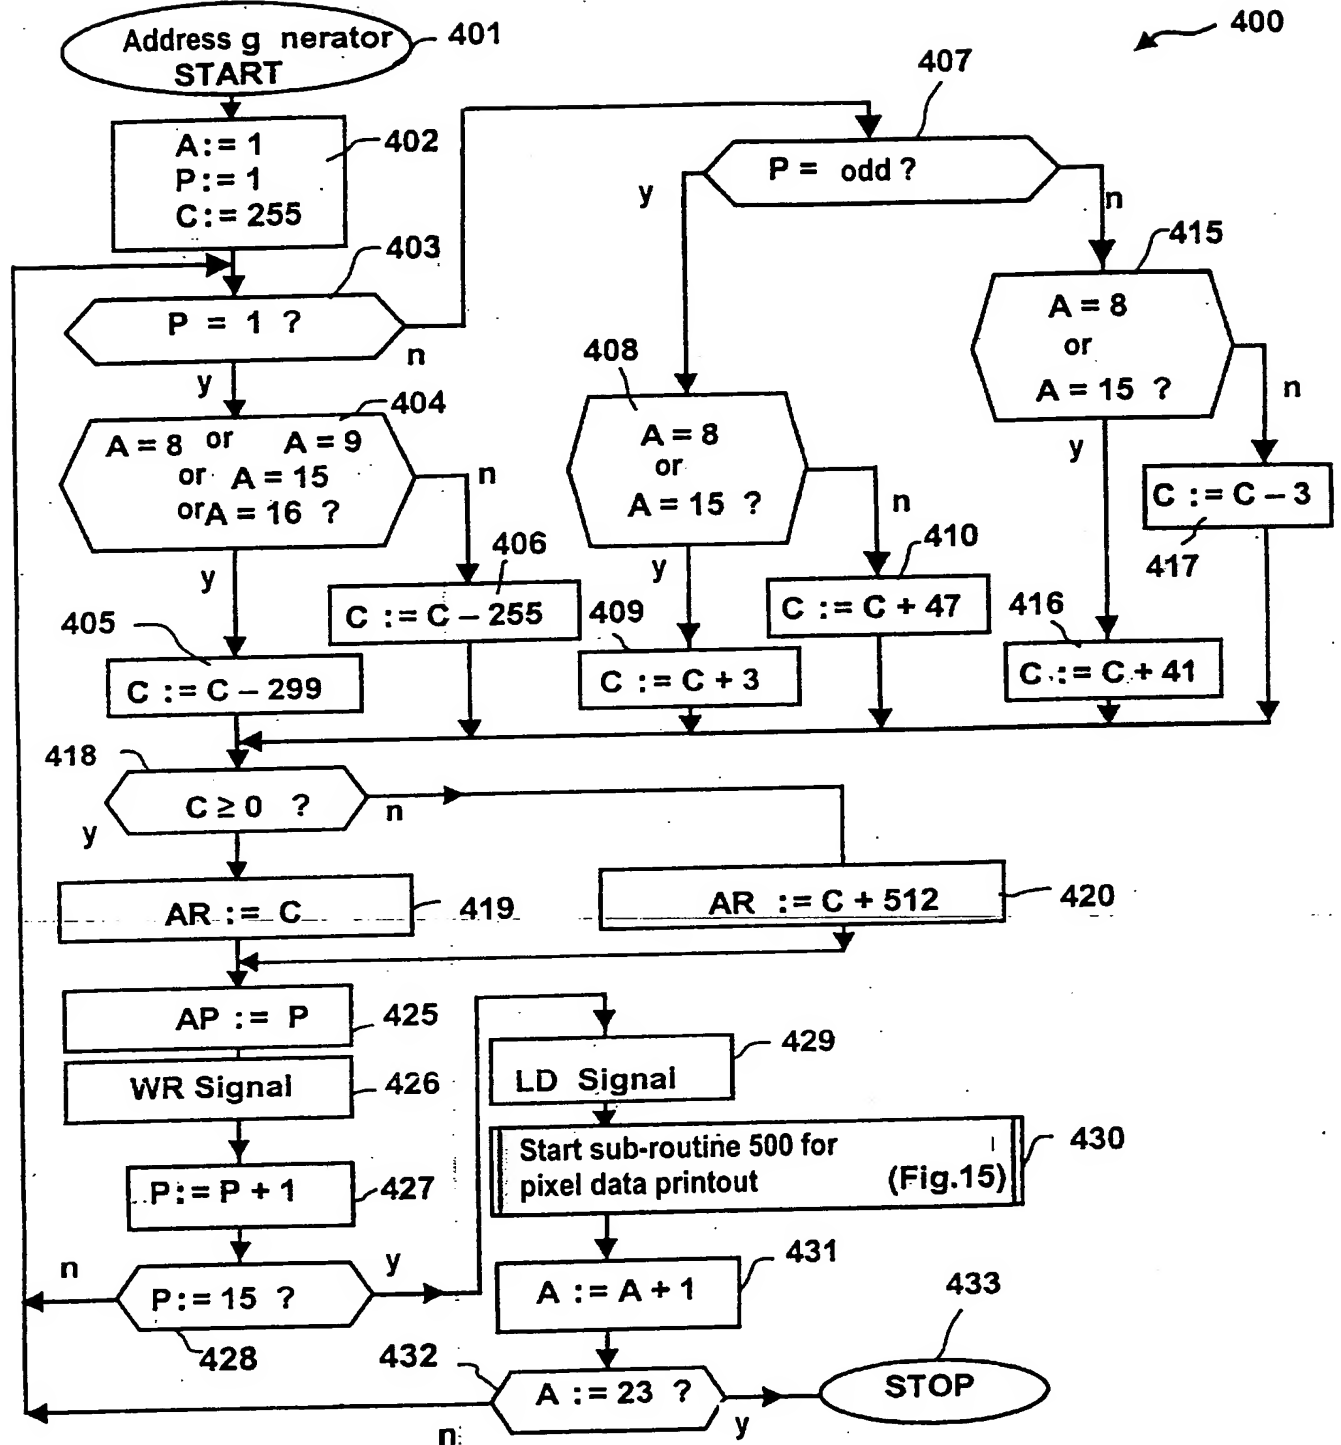 400
Address g nerator
START
401
A := 1
P := 1
C := 255
402
403
P = 1 ?
n
y
404
A = 8 or A = 9
or A = 15
or A = 16 ?
n
y
405
C := C – 299
406
C := C – 255
407
P = odd ?
y
n
408
A = 8
or
A = 15 ?
n
y
409
C := C + 3
410
C := C + 47
415
A = 8
or
A = 15 ?
n
y
416
C := C + 41
C := C – 3
417
418
C ≥ 0 ?
n
y
AR := C
419
AR := C + 512
420
AP := P
425
WR Signal
426
P := P + 1
427
n
P := 15 ?
y
428
LD Signal
429
Start sub-routine 500 for
pixel data printout (Fig.15)
430
A := A + 1
431
432
A := 23 ?
n
y
433
STOP